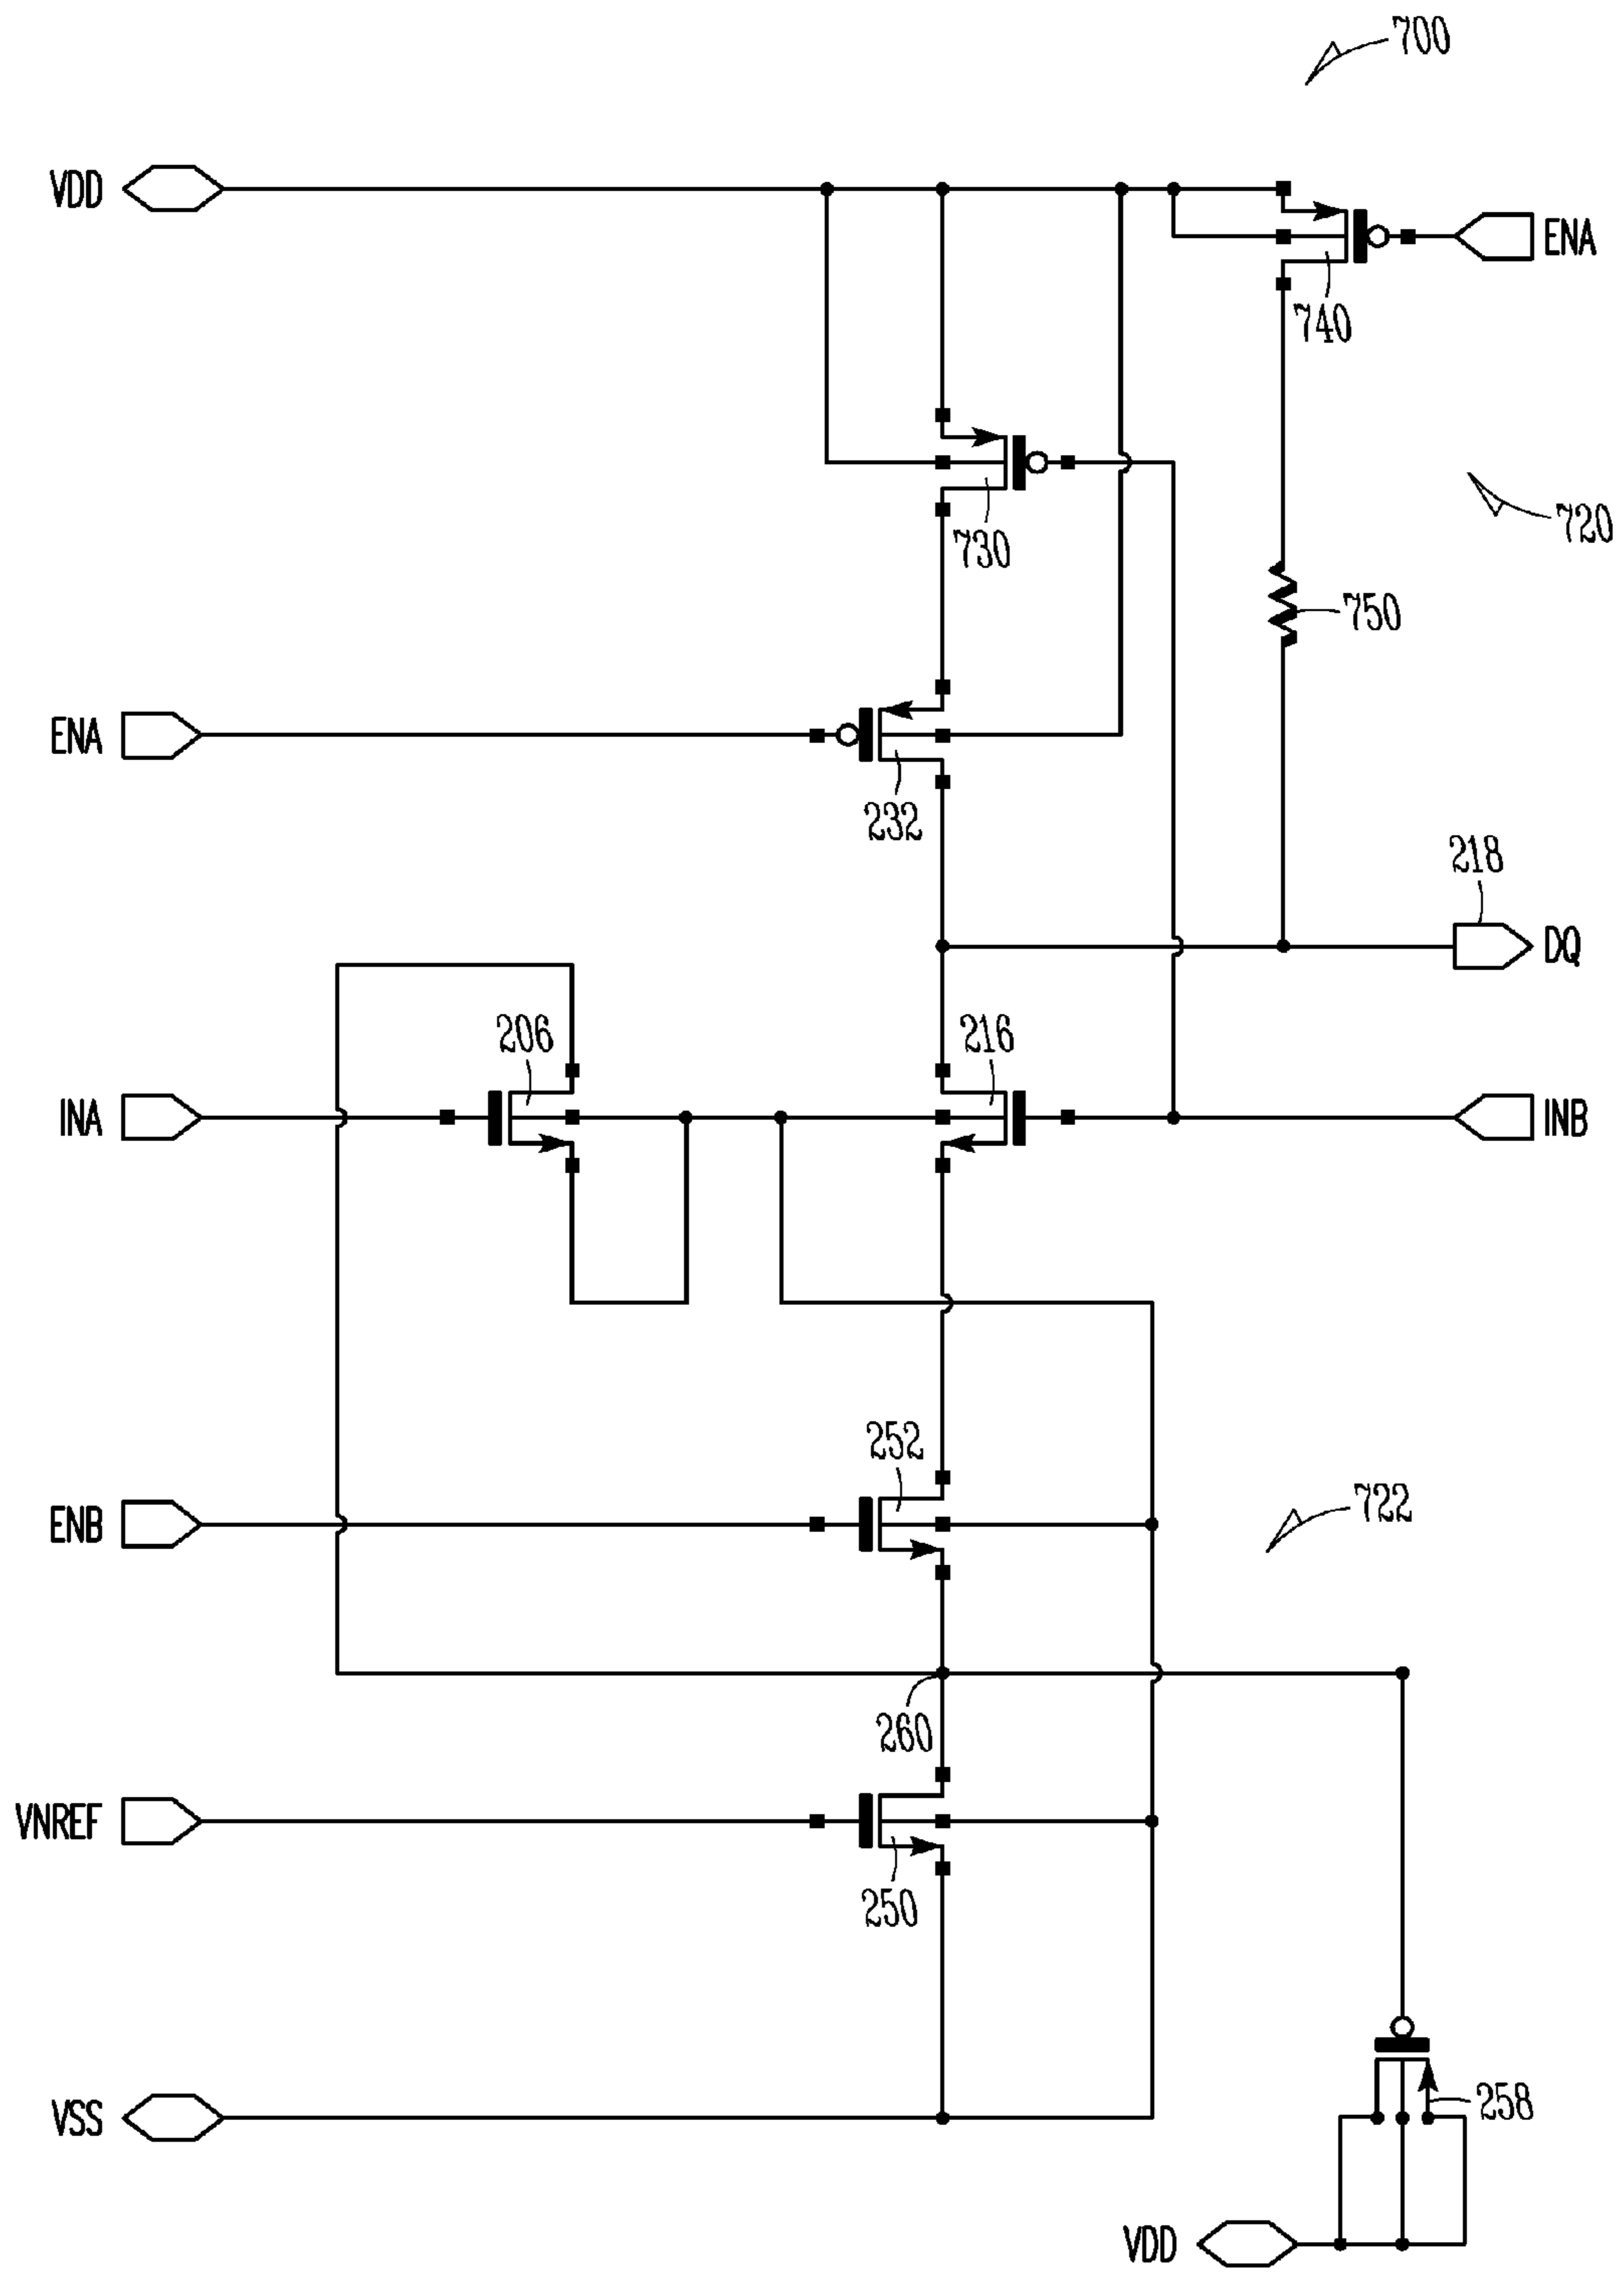 700
VDD
ENA
740
730
720
750
ENA
232
218
DQ
206
216
INA
INB
252
ENB
722
260
VNREF
250
VSS
258
VDD